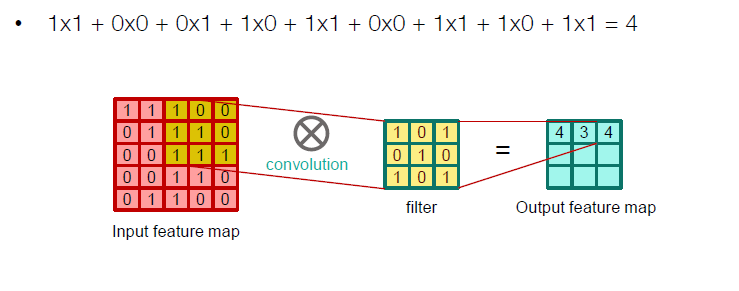 • 1x1 + 0x0 + 0x1 + 1x0 + 1x1 + 0x0 + 1x1 + 1x0 + 1x1 = 4
1 1 1 0 0
0 1 1 1 0
0 0 1 1 1
0 0 1 1 0
0 1 1 0 0
Input feature map
convolution
1 0 1
0 1 0
1 0 1
filter
=
4 3 4
Output feature map